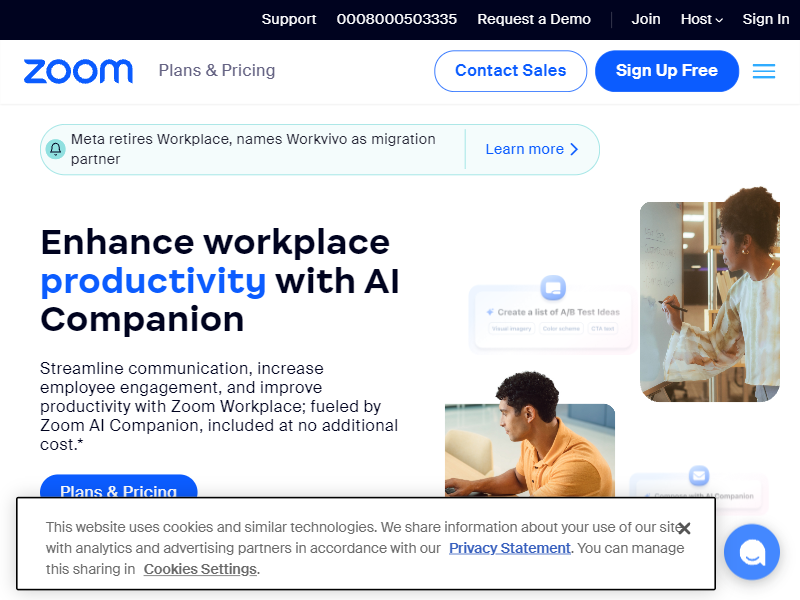 Support 0008000503335 Request a Demo Join Host Sign In
zoom Plans & Pricing Contact Sales Sign Up Free
Meta retires Workplace, names Workvivo as migration
partner
Learn more
Enhance workplace
productivity with AI
Companion
Streamline communication, increase
employee engagement, and improve
productivity with Zoom Workplace; fueled by
Zoom AI Companion, included at no additional
cost.*
Create a list of A/B Test Ideas
Visual imagery Color scheme CTA text
Compose with AI Companion
Plans & Pricing
This website uses cookies and similar technologies. We share information about your use of our site
with analytics and advertising partners in accordance with our Privacy Statement. You can manage
this sharing in Cookies Settings.